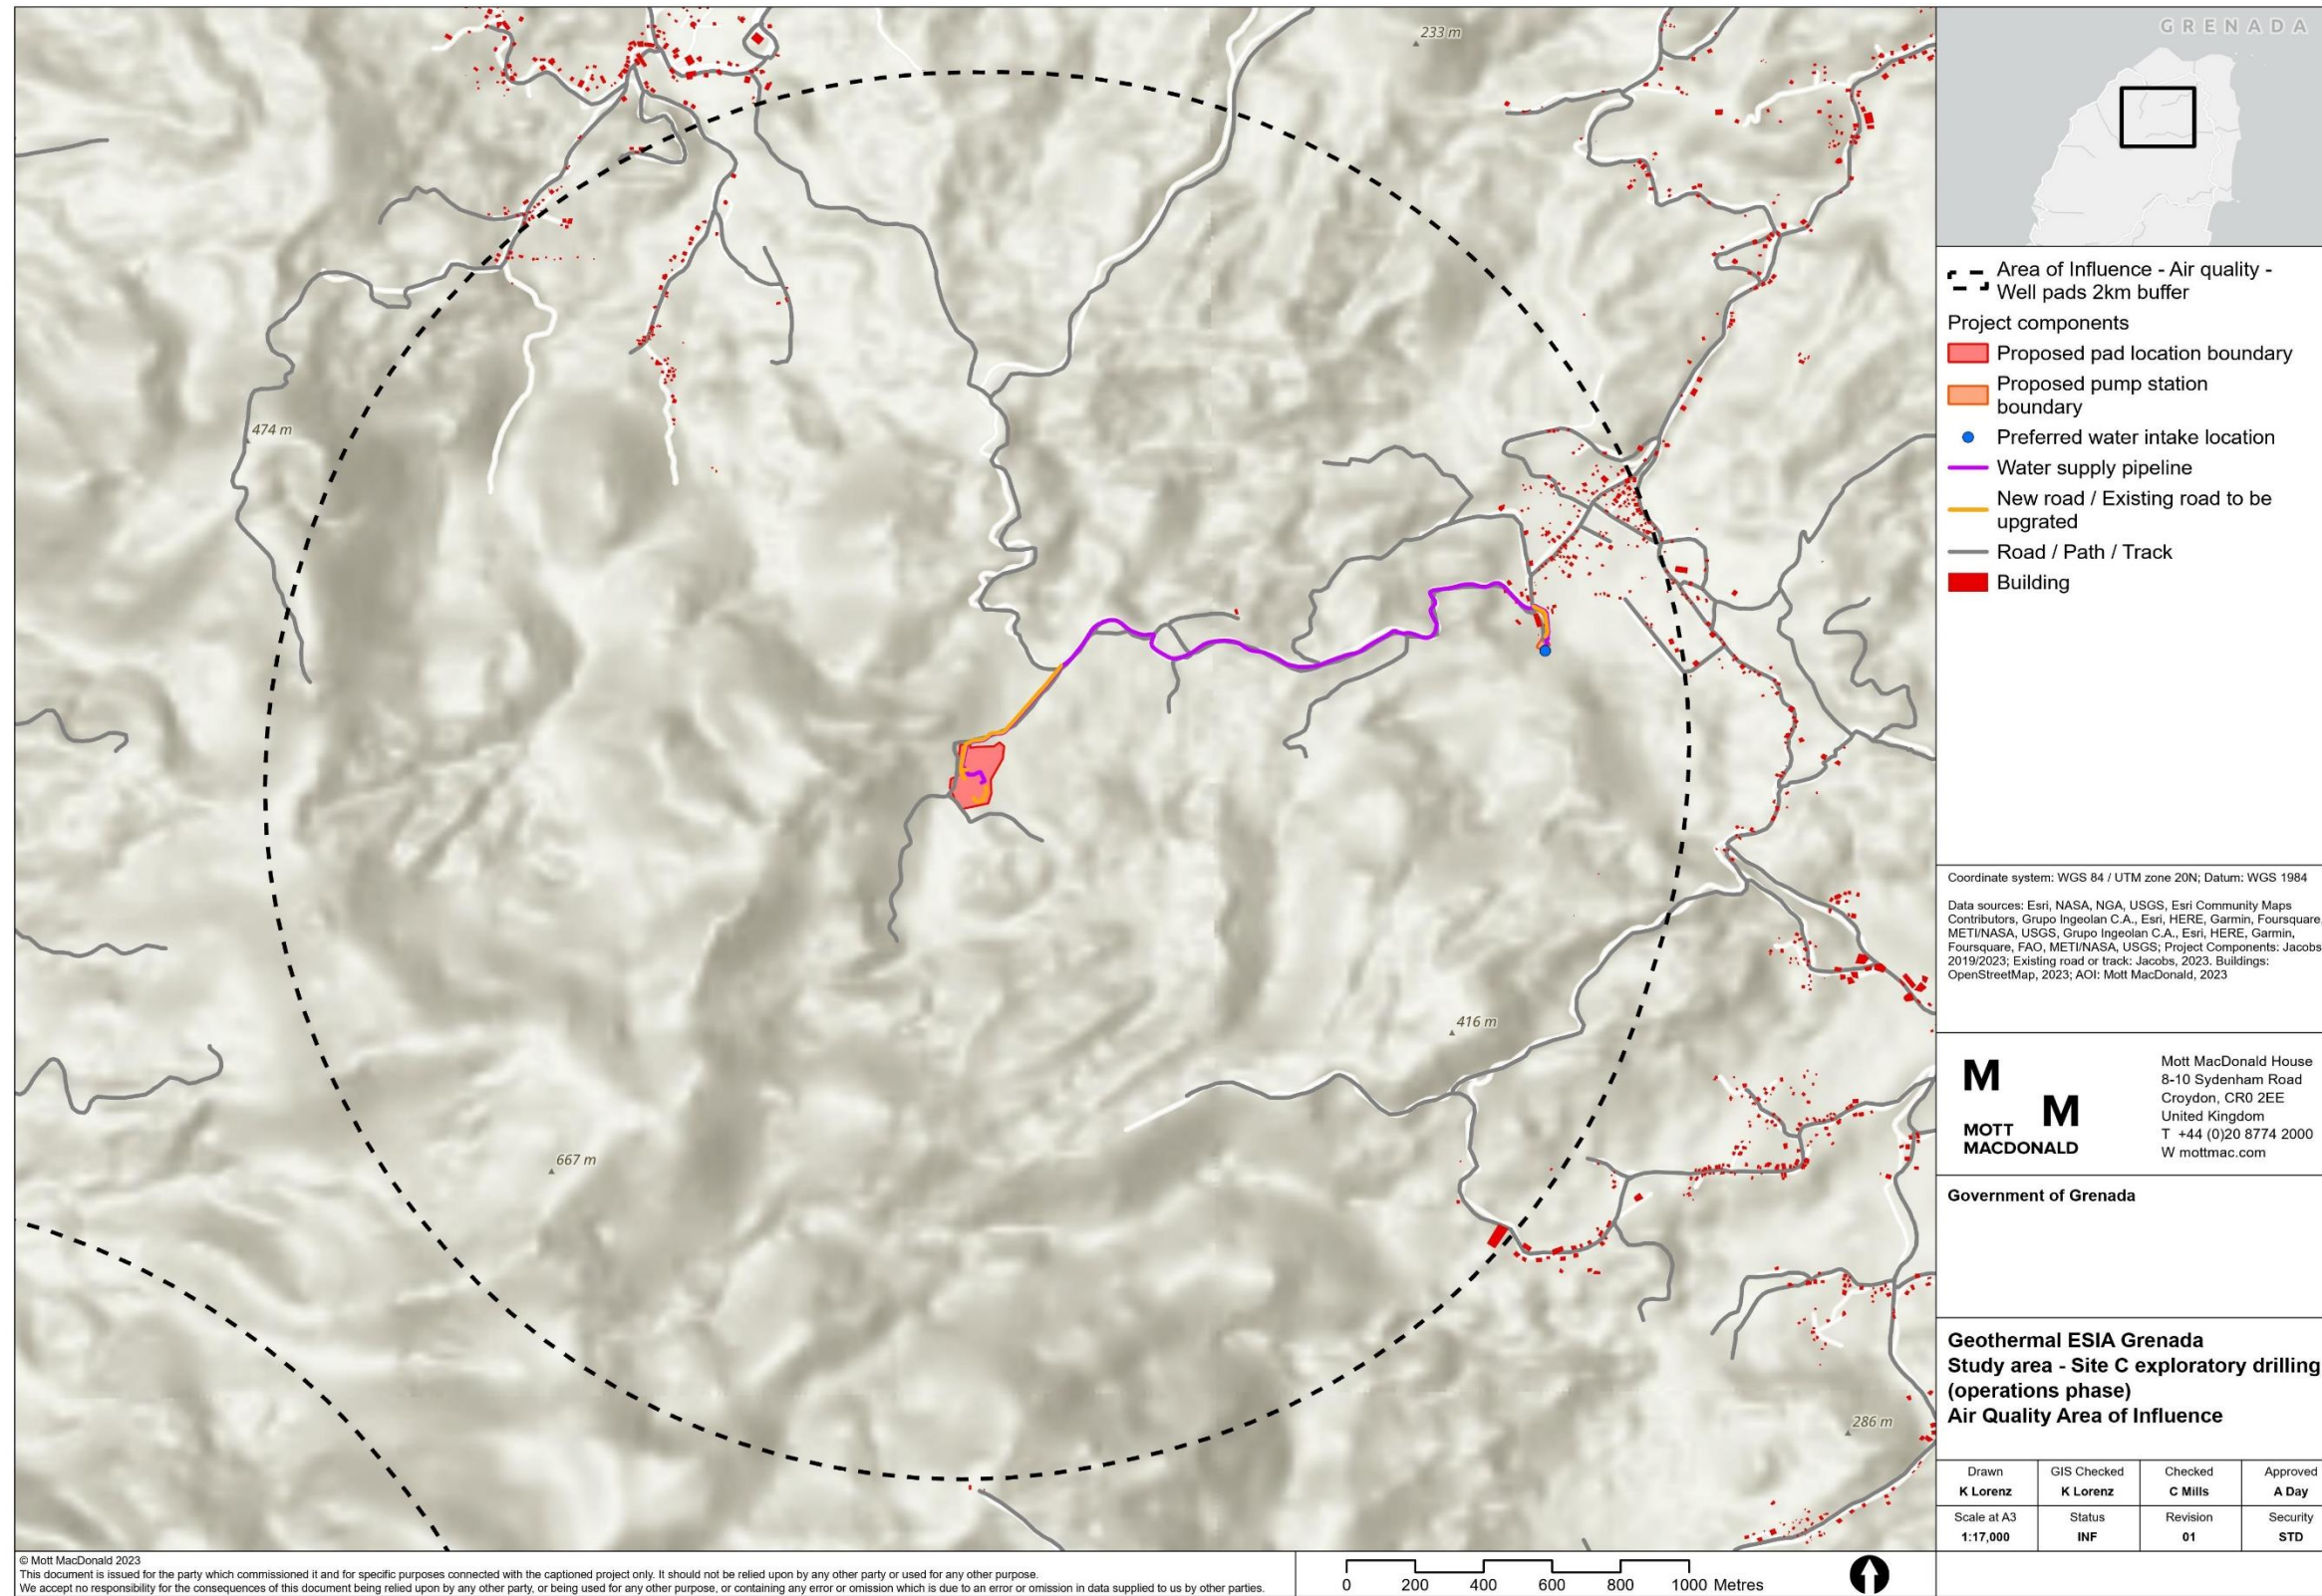 233 m
474 m
416 m
667 m
286 m
GRENADA
Area of Influence - Air quality -
Well pads 2km buffer
Project components
Proposed pad location boundary
Proposed pump station
boundary
Preferred water intake location
Water supply pipeline
New road / Existing road to be
upgrated
Road / Path / Track
Building
Coordinate system: WGS 84 / UTM zone 20N; Datum: WGS 1984
Data sources: Esri, NASA, NGA, USGS, Esri Community Maps
Contributors, Grupo Ingeolan C.A., Esri, HERE, Garmin, Foursquare,
METI/NASA, USGS, Grupo Ingeolan C.A., Esri, HERE, Garmin,
Foursquare, FAO, METI/NASA, USGS; Project Components: Jacobs
2019/2023; Existing road or track: Jacobs, 2023. Buildings:
OpenStreetMap, 2023; AOI: Mott MacDonald, 2023
M
M
MOTT
MACDONALD
Mott MacDonald House
8-10 Sydenham Road
Croydon, CR0 2EE
United Kingdom
T +44 (0)20 8774 2000
W mottmac.com
Government of Grenada
Geothermal ESIA Grenada
Study area - Site C exploratory drilling
(operations phase)
Air Quality Area of Influence
Drawn GIS Checked Checked Approved
K Lorenz K Lorenz C Mills A Day
Scale at A3 Status Revision Security
1:17,000 INF 01 STD
© Mott MacDonald 2023
This document is issued for the party which commissioned it and for specific purposes connected with the captioned project only. It should not be relied upon by any other party or used for any other purpose.
We accept no responsibility for the consequences of this document being relied upon by any other party, or being used for any other purpose, or containing any error or omission which is due to an error or omission in data supplied to us by other parties.
0 200 400 600 800 1000 Metres